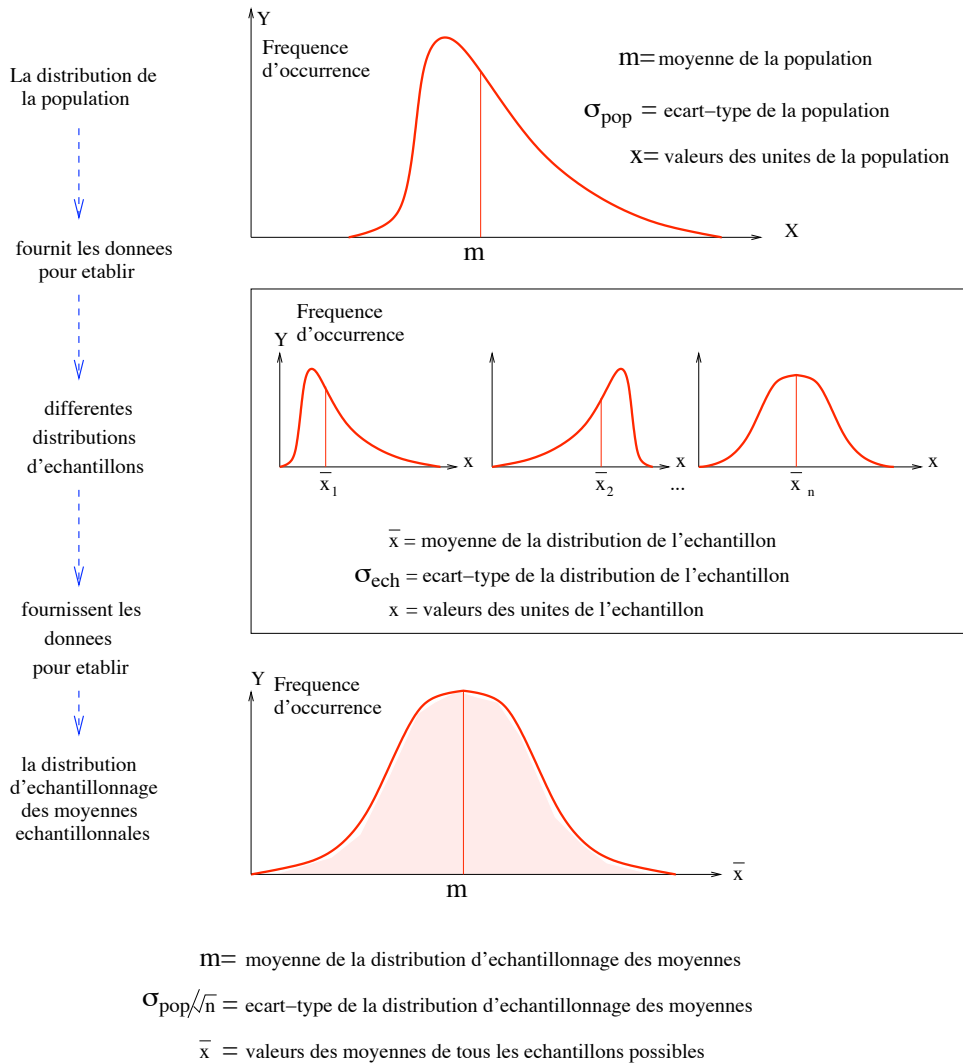 La distribution de
la population
fournit les donnees
pour etablir
differentes
distributions
d'echantillons
fournissent les
donnees
pour etablir
la distribution
d'echantillonnage
des moyennes
echantillonnales
Y
Frequence
d'occurrence
m= moyenne de la population
σpop = ecart–type de la population
x= valeurs des unites de la population
X
m
Frequence
d'occurrence
Y
x
x̅1
x
x̅2
...
x
x̅n
x̅ = moyenne de la distribution de l'echantillon
σech = ecart–type de la distribution de l'echantillon
x = valeurs des unites de l'echantillon
Y
Frequence
d'occurrence
x̅
m
m= moyenne de la distribution d'echantillonnage des moyennes
σpop/√n = ecart–type de la distribution d'echantillonnage des moyennes
x̅ = valeurs des moyennes de tous les echantillons possibles